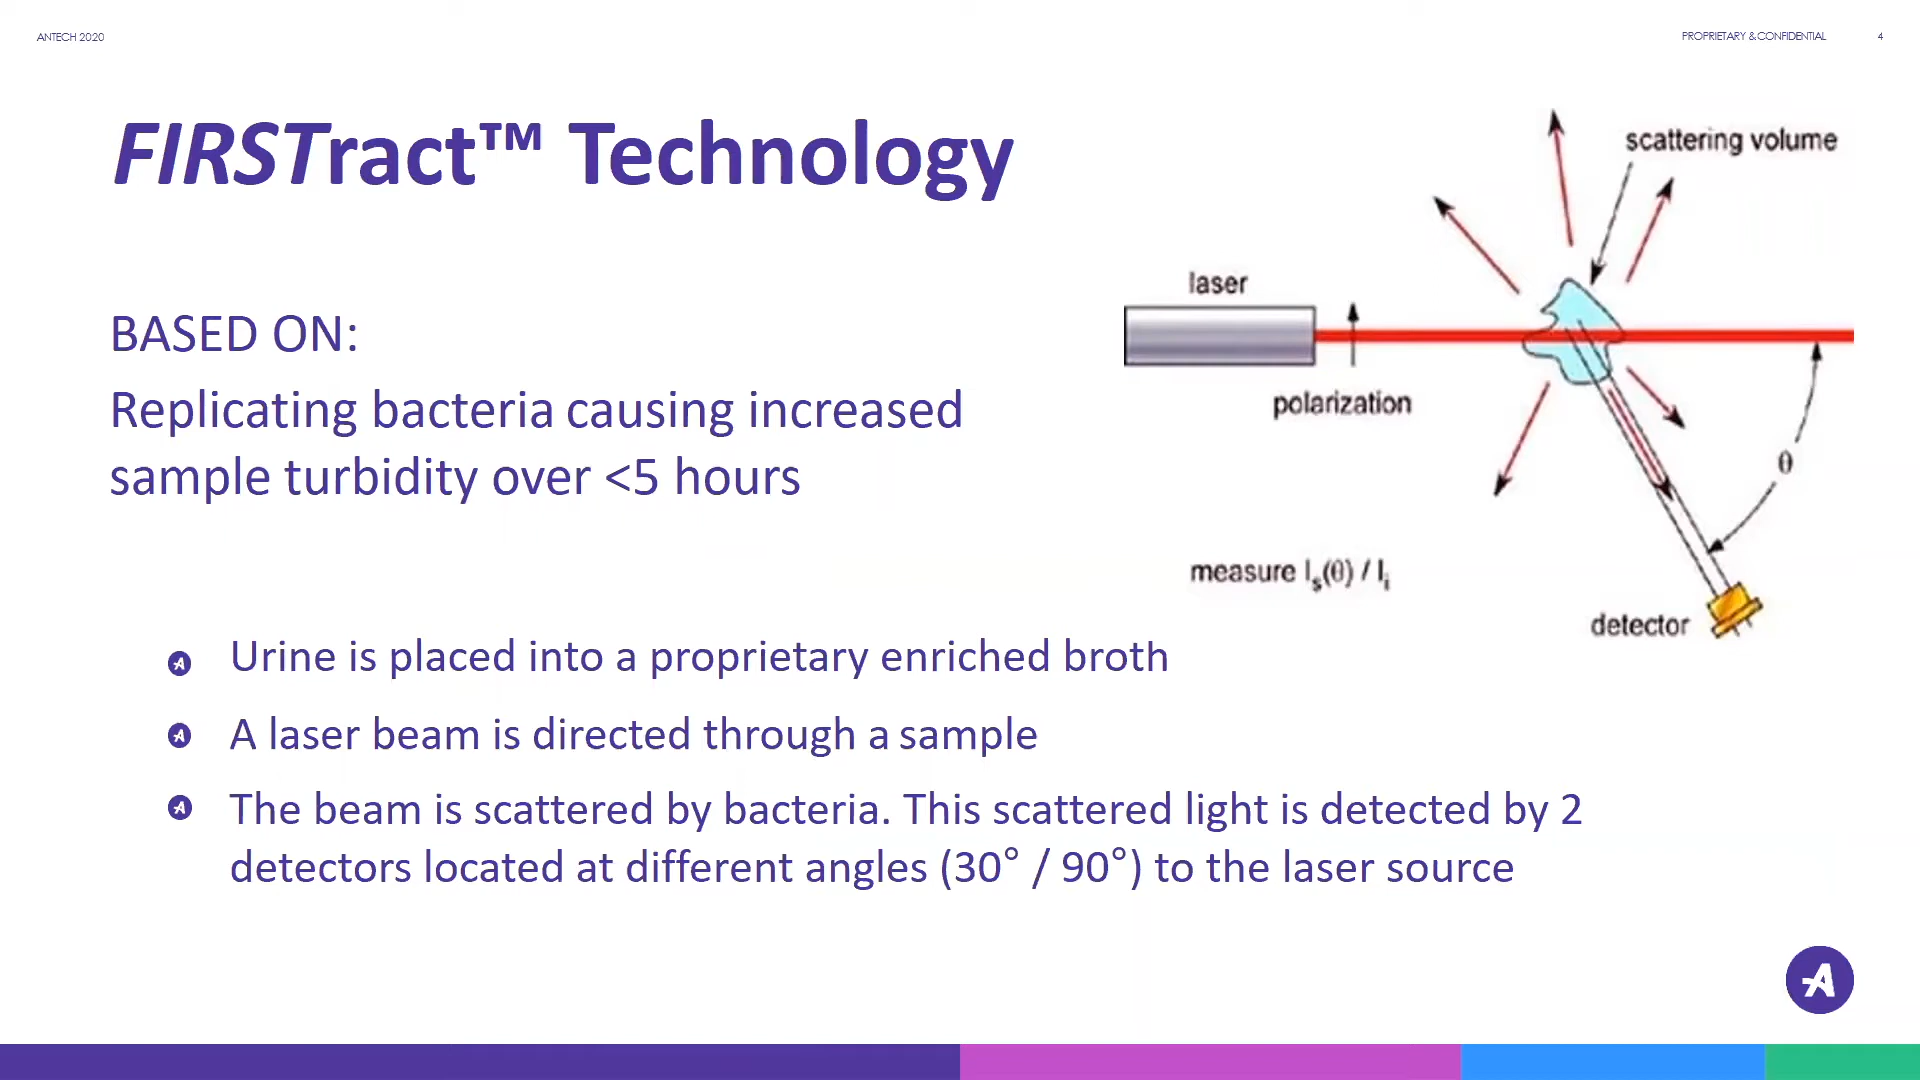 ANTECH 2020
PROPRIETARY & CONFIDENTIAL
4
FIRSTract™ Technology
BASED ON:
Replicating bacteria causing increased
sample turbidity over <5 hours
scattering volume
laser
polarization
θ
measure Is(θ) / Ii
detector
Urine is placed into a proprietary enriched broth
A laser beam is directed through a sample
The beam is scattered by bacteria. This scattered light is detected by 2
detectors located at different angles (30° / 90°) to the laser source